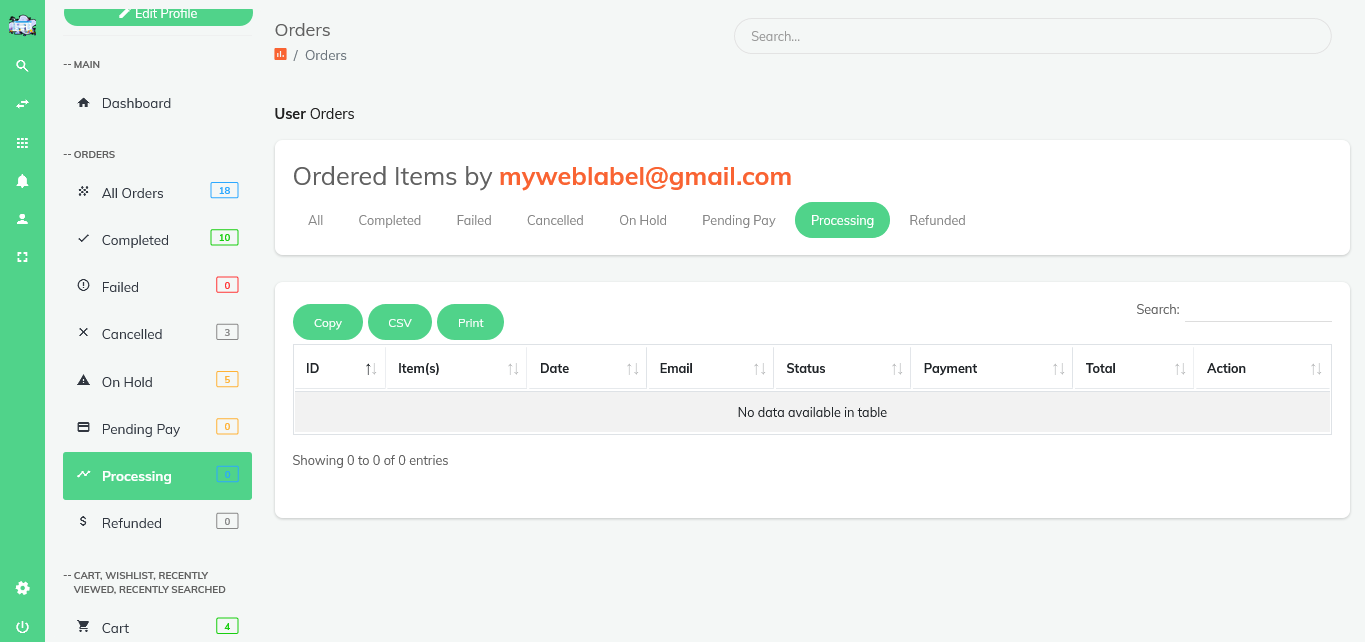 Edit Profile
-- MAIN
Dashboard
-- ORDERS
All Orders 18
Completed 10
Failed 0
Cancelled 3
On Hold 5
Pending Pay 0
Processing 0
Refunded 0
-- CART, WISHLIST, RECENTLY
VIEWED, RECENTLY SEARCHED
Cart 4
Orders
/ Orders
Search...
User Orders
Ordered Items by myweblabel@gmail.com
All Completed Failed Cancelled On Hold Pending Pay Processing Refunded
Copy CSV Print
Search:
ID Item(s) Date Email Status Payment Total Action
No data available in table
Showing 0 to 0 of 0 entries